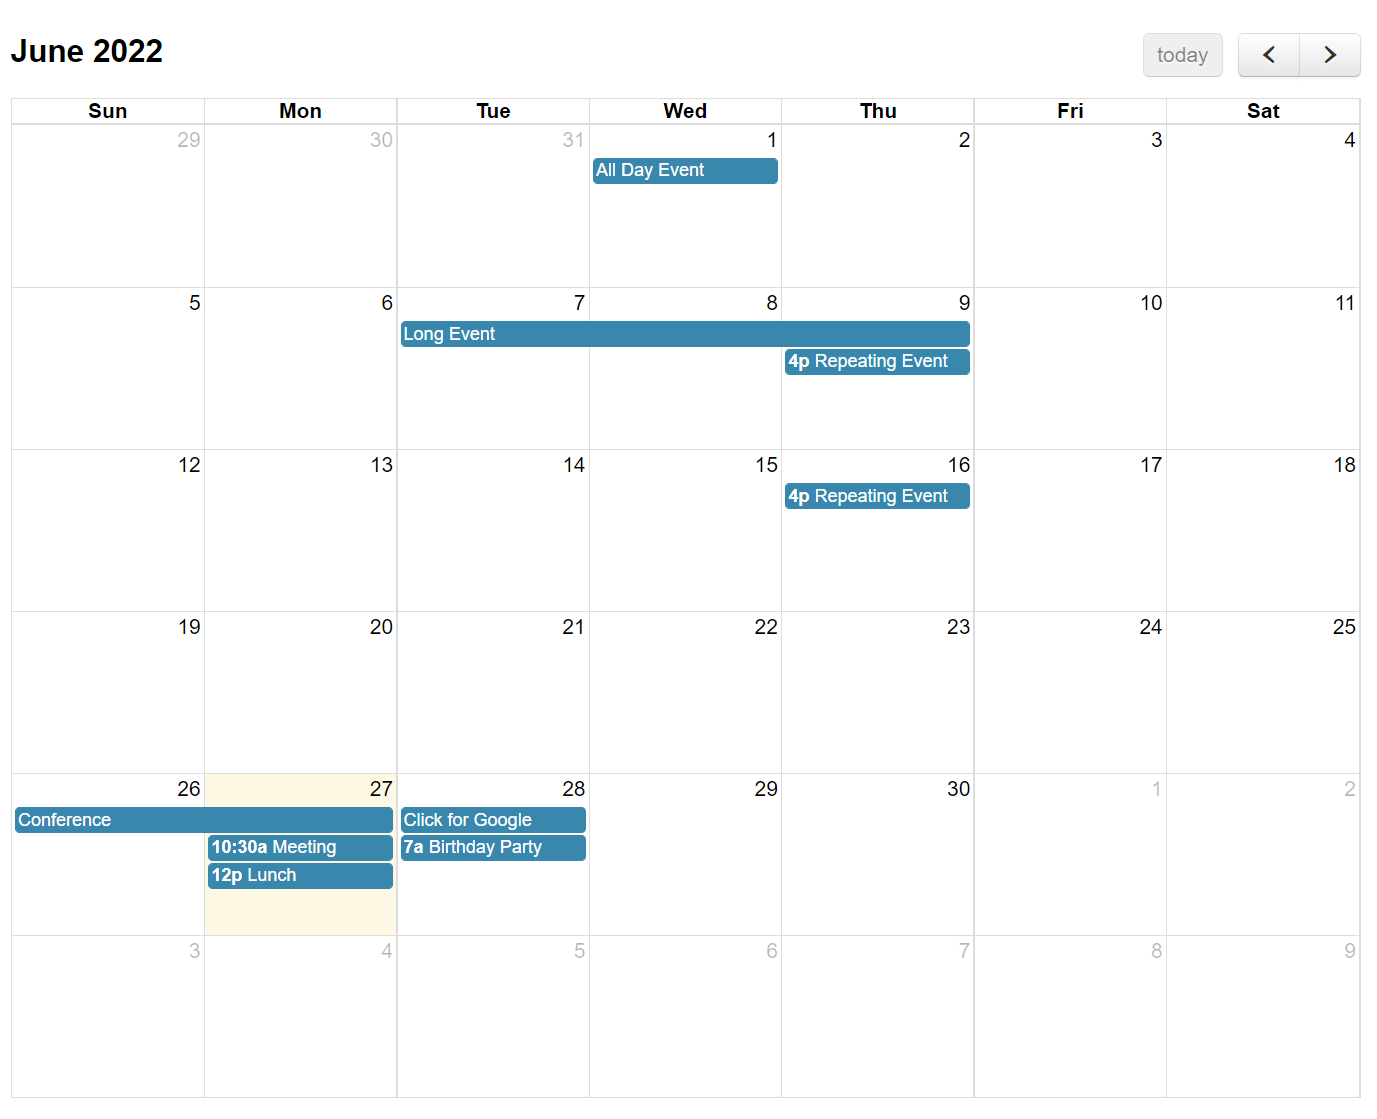 June 2022
today
Sun Mon Tue Wed Thu Fri Sat
29 30 31 1 2 3 4
All Day Event
5 6 7 8 9 10 11
Long Event
4p Repeating Event
12 13 14 15 16 17 18
4p Repeating Event
19 20 21 22 23 24 25
26 27 28 29 30 1 2
Conference Click for Google
10:30a Meeting 7a Birthday Party
12p Lunch
3 4 5 6 7 8 9